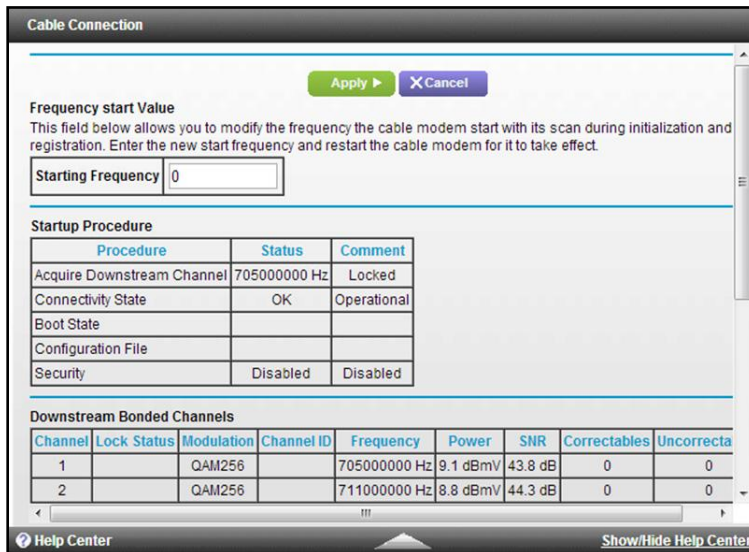 Cable Connection
Apply
Cancel
Frequency start Value
This field below allows you to modify the frequency the cable modem start with its scan during initialization and
registration. Enter the new start frequency and restart the cable modem for it to take effect.
Starting Frequency 0
Startup Procedure
Procedure Status Comment
Acquire Downstream Channel 705000000 Hz Locked
Connectivity State OK Operational
Boot State
Configuration File
Security Disabled Disabled
Downstream Bonded Channels
Channel Lock Status Modulation Channel ID Frequency Power SNR Correctables Uncorrecta
1 QAM256 705000000 Hz 9.1 dBmV 43.8 dB 0 0
2 QAM256 711000000 Hz 8.8 dBmV 44.3 dB 0 0
Help Center
Show/Hide Help Center